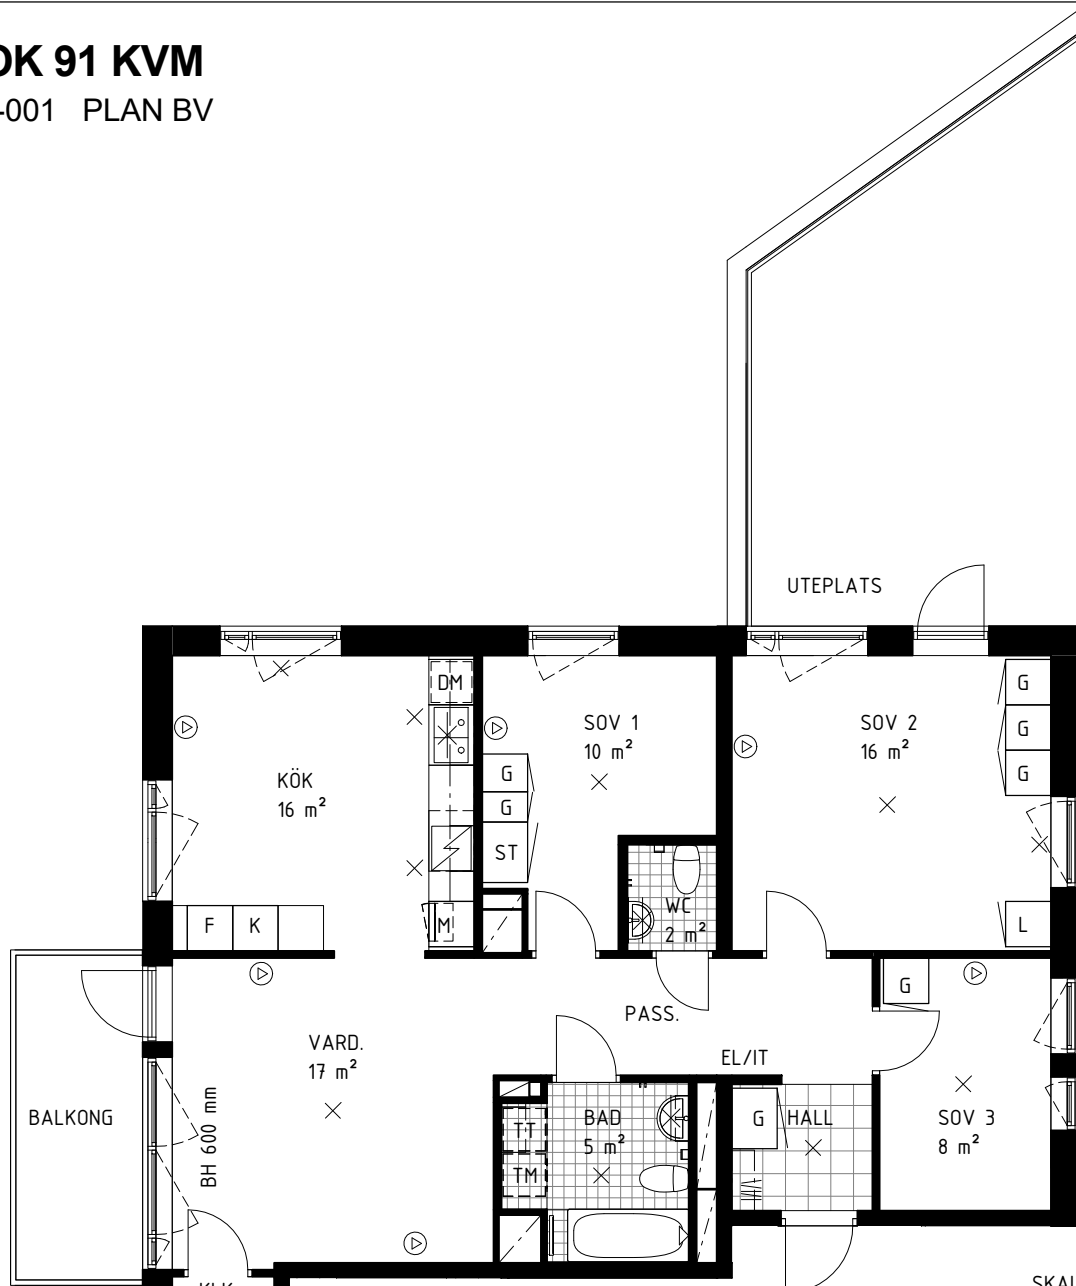 OK 91 KVM
-001 PLAN BV
UTEPLATS
DM
SOV 1
10 m²
SOV 2
16 m²
G
G
G
KÖK
16 m²
G
G
ST
WC
2 m²
F
K
M
L
G
PASS.
VARD.
17 m²
EL/IT
BALKONG
BH 600 mm
TT
TM
BAD
5 m²
G
HALL
SOV 3
8 m²